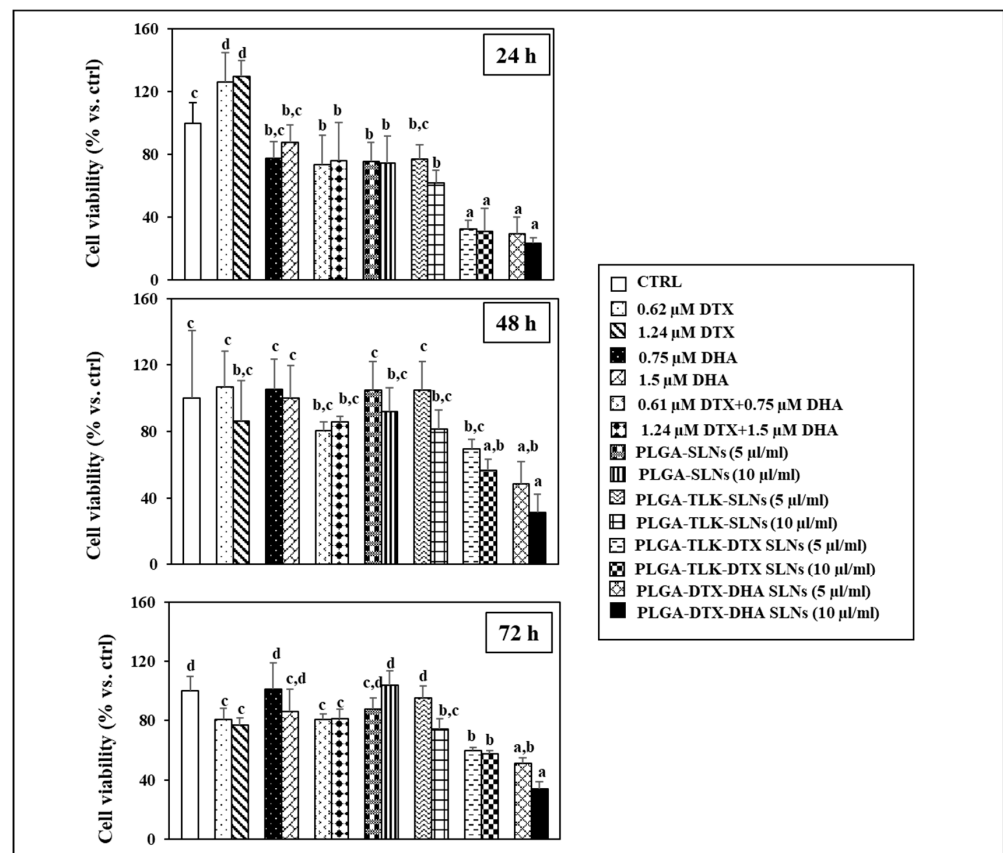 24 h
Cell viability (% vs. ctrl)
160
120
80
40
0
c
d
d
b,c
b,c
b
b
b
b
b,c
b
a
a
a
a
48 h
Cell viability (% vs. ctrl)
160
120
80
40
0
c
c
b,c
c
c
b,c
b,c
c
b,c
c
b,c
b,c
a,b
a,b
a
72 h
Cell viability (% vs. ctrl)
160
120
80
40
0
d
c
c
d
c,d
c
c
c,d
d
d
b,c
b
b
a,b
a
CTRL
0.62 µM DTX
1.24 µM DTX
0.75 µM DHA
1.5 µM DHA
0.61 µM DTX+0.75 µM DHA
1.24 µM DTX+1.5 µM DHA
PLGA-SLNs (5 µl/ml)
PLGA-SLNs (10 µl/ml)
PLGA-TLK-SLNs (5 µl/ml)
PLGA-TLK-SLNs (10 µl/ml)
PLGA-TLK-DTX SLNs (5 µl/ml)
PLGA-TLK-DTX SLNs (10 µl/ml)
PLGA-DTX-DHA SLNs (5 µl/ml)
PLGA-DTX-DHA SLNs (10 µl/ml)